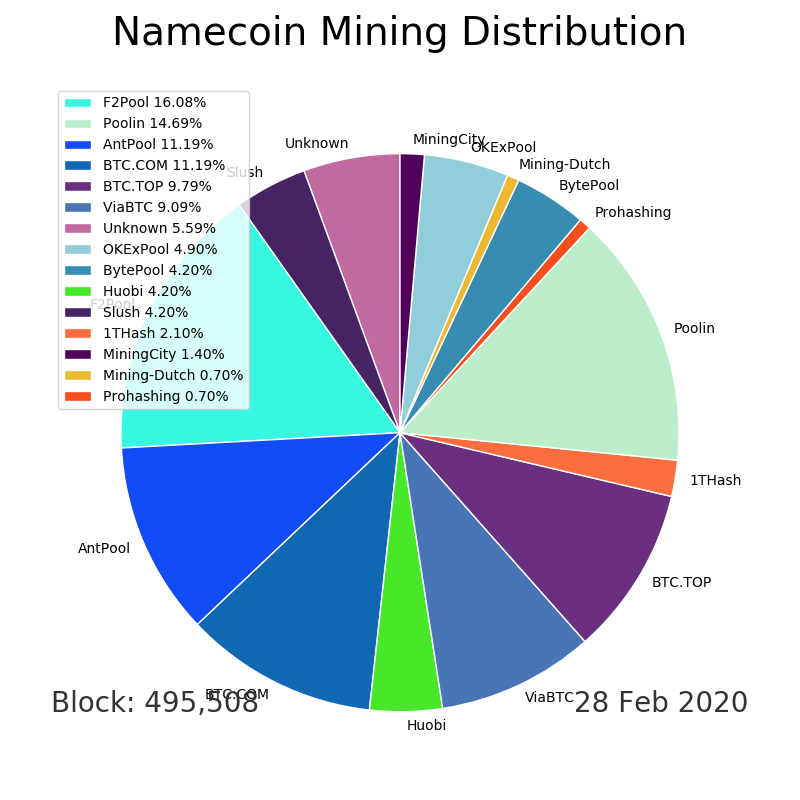 Namecoin Mining Distribution
F2Pool 16.08%
Poolin 14.69%
AntPool 11.19%
BTC.COM 11.19%
BTC.TOP 9.79%
ViaBTC 9.09%
Unknown 5.59%
OKExPool 4.90%
BytePool 4.20%
Huobi 4.20%
Slush 4.20%
1THash 2.10%
MiningCity 1.40%
Mining-Dutch 0.70%
Prohashing 0.70%
MiningCity
OKExPool
Mining-Dutch
BytePool
Prohashing
Poolin
1THash
BTC.TOP
ViaBTC
Huobi
BTC.COM
AntPool
F2Pool
Slush
Unknown
Block: 495,508
28 Feb 2020